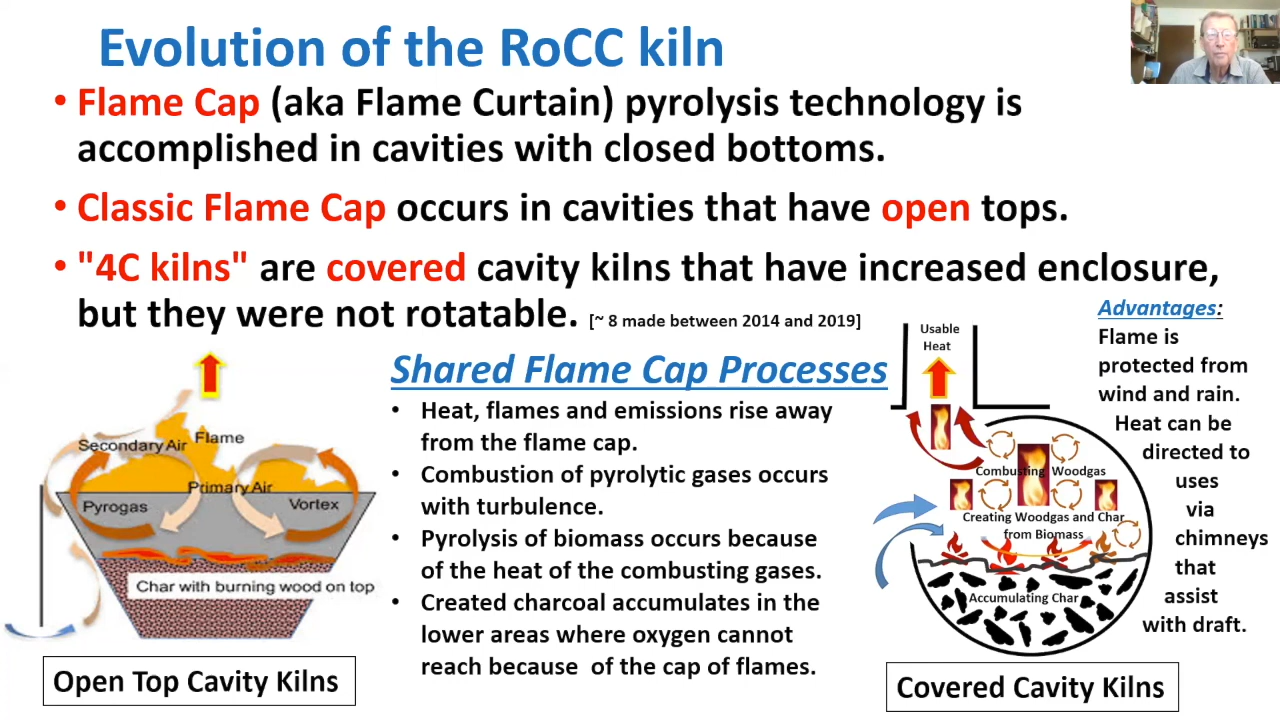 Evolution of the RoCC kiln
• Flame Cap (aka Flame Curtain) pyrolysis technology is
accomplished in cavities with closed bottoms.
• Classic Flame Cap occurs in cavities that have open tops.
• "4C kilns" are covered cavity kilns that have increased enclosure,
but they were not rotatable. [~ 8 made between 2014 and 2019]
Secondary Air
Flame
Primary Air
Pyrogas
Vortex
Char with burning wood on top
Open Top Cavity Kilns
Shared Flame Cap Processes
• Heat, flames and emissions rise away
from the flame cap.
• Combustion of pyrolytic gases occurs
with turbulence.
• Pyrolysis of biomass occurs because
of the heat of the combusting gases.
• Created charcoal accumulates in the
lower areas where oxygen cannot
reach because of the cap of flames.
Usable
Heat
Combusting Woodgas
Creating Woodgas and Char
from Biomass
Accumulating Char
Covered Cavity Kilns
Advantages:
Flame is
protected from
wind and rain.
Heat can be
directed to
uses
via
chimneys
that
assist
with draft.